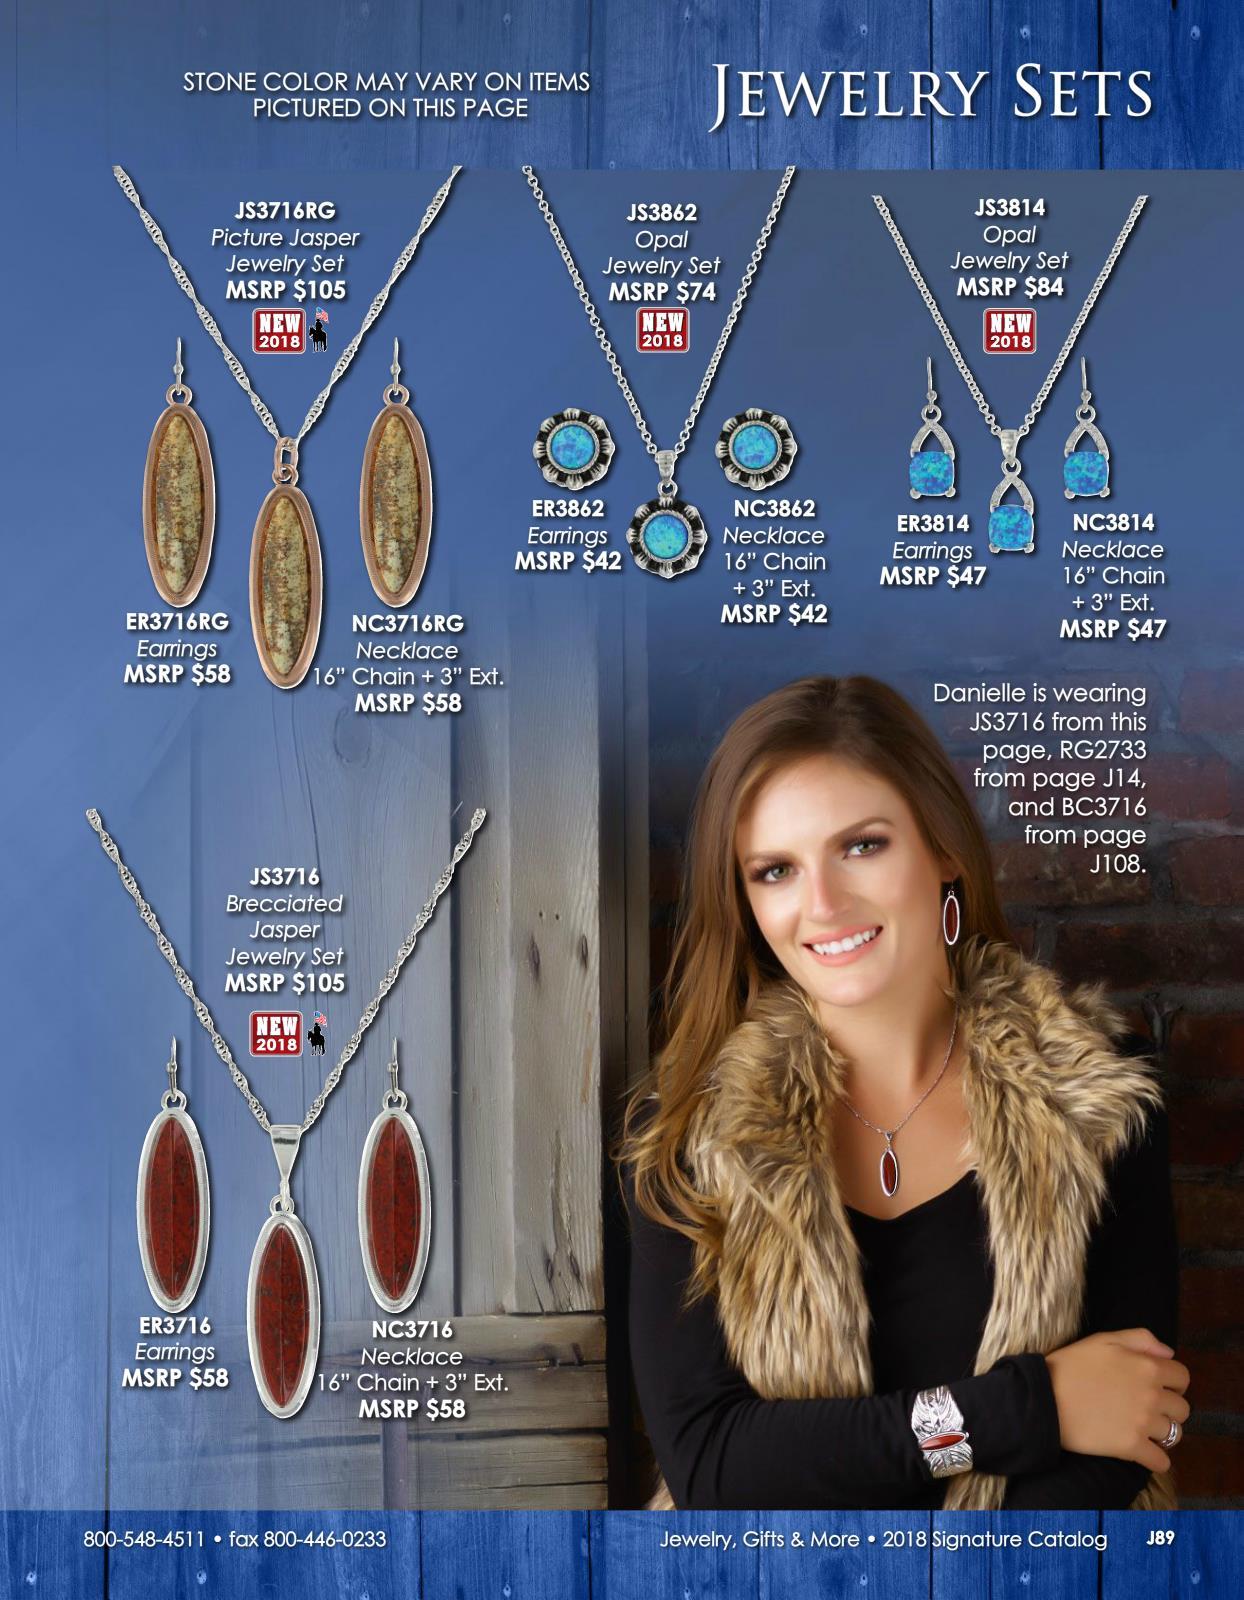 STONE COLOR MAY VARY ON ITEMS
PICTURED ON THIS PAGE
JEWELRY SETS
JS3716RG
Picture Jasper
Jewelry Set
MSRP $105
NEW
2018
ER3716RG
Earrings
MSRP $58
NC3716RG
Necklace
16” Chain + 3” Ext.
MSRP $58
JS3862
Opal
Jewelry Set
MSRP $74
NEW
2018
ER3862
Earrings
MSRP $42
NC3862
Necklace
16” Chain
+ 3” Ext.
MSRP $42
JS3814
Opal
Jewelry Set
MSRP $84
NEW
2018
ER3814
Earrings
MSRP $47
NC3814
Necklace
16” Chain
+ 3” Ext.
MSRP $47
Danielle is wearing
JS3716 from this
page, RG2733
from page J14,
and BC3716
from page
J108.
JS3716
Brecciated
Jasper
Jewelry Set
MSRP $105
NEW
2018
ER3716
Earrings
MSRP $58
NC3716
Necklace
16” Chain + 3” Ext.
MSRP $58
800-548-4511 • fax 800-446-0233
Jewelry, Gifts & More • 2018 Signature Catalog J89